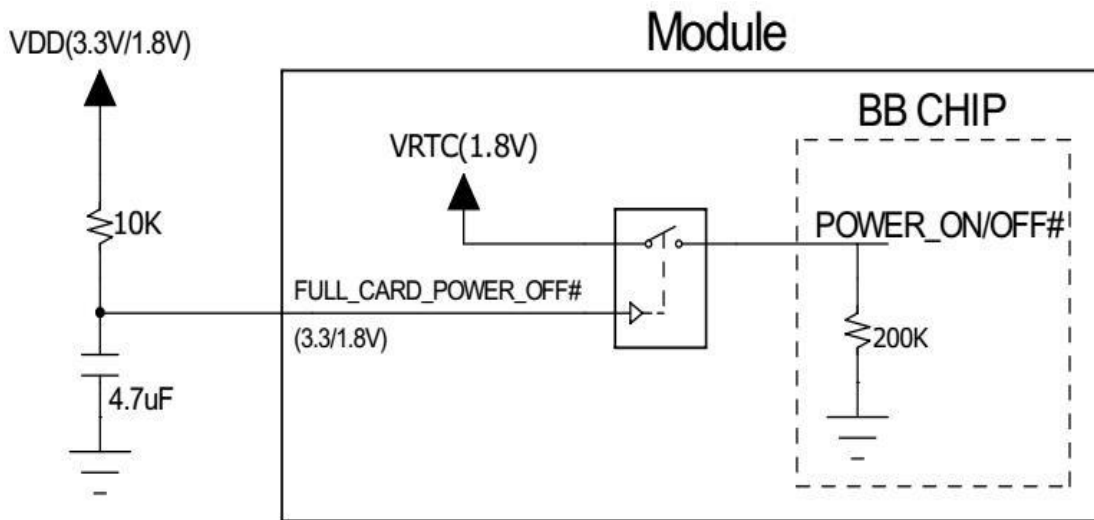 Module
VDD(3.3V/1.8V)
BB CHIP
VRTC(1.8V)
10K
POWER_ON/OFF#
FULL_CARD_POWER_OFF#
(3.3/1.8V)
200K
4.7uF